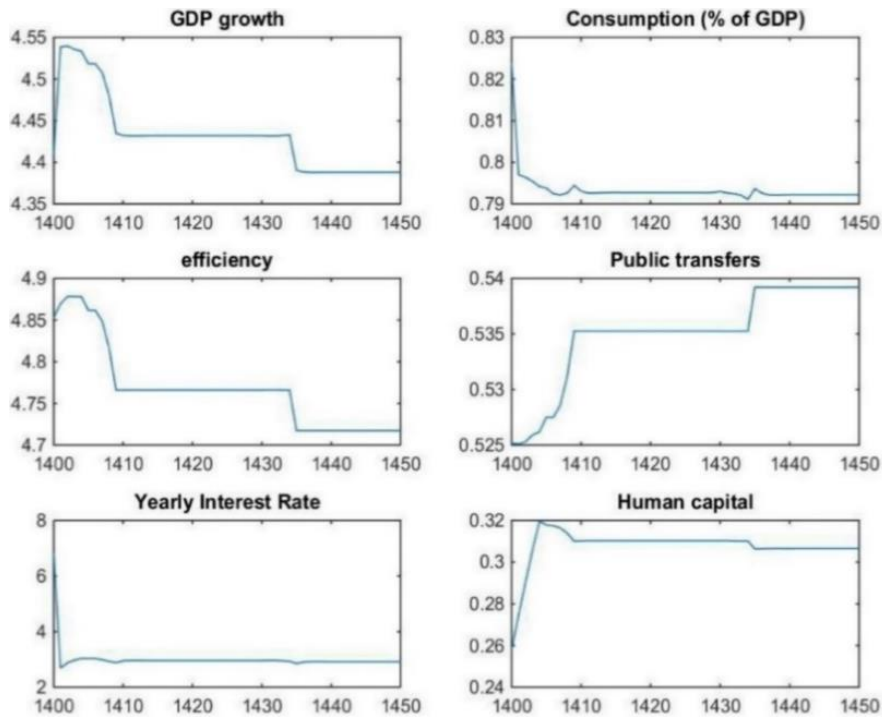 GDP growth
4.55
4.5
4.45
4.4
4.35
1400 1410 1420 1430 1440 1450
Consumption (% of GDP)
0.83
0.82
0.81
0.8
0.79
1400 1410 1420 1430 1440 1450
efficiency
4.9
4.85
4.8
4.75
4.7
1400 1410 1420 1430 1440 1450
Public transfers
0.54
0.535
0.53
0.525
1400 1410 1420 1430 1440 1450
Yearly Interest Rate
8
6
4
2
1400 1410 1420 1430 1440 1450
Human capital
0.32
0.3
0.28
0.26
0.24
1400 1410 1420 1430 1440 1450